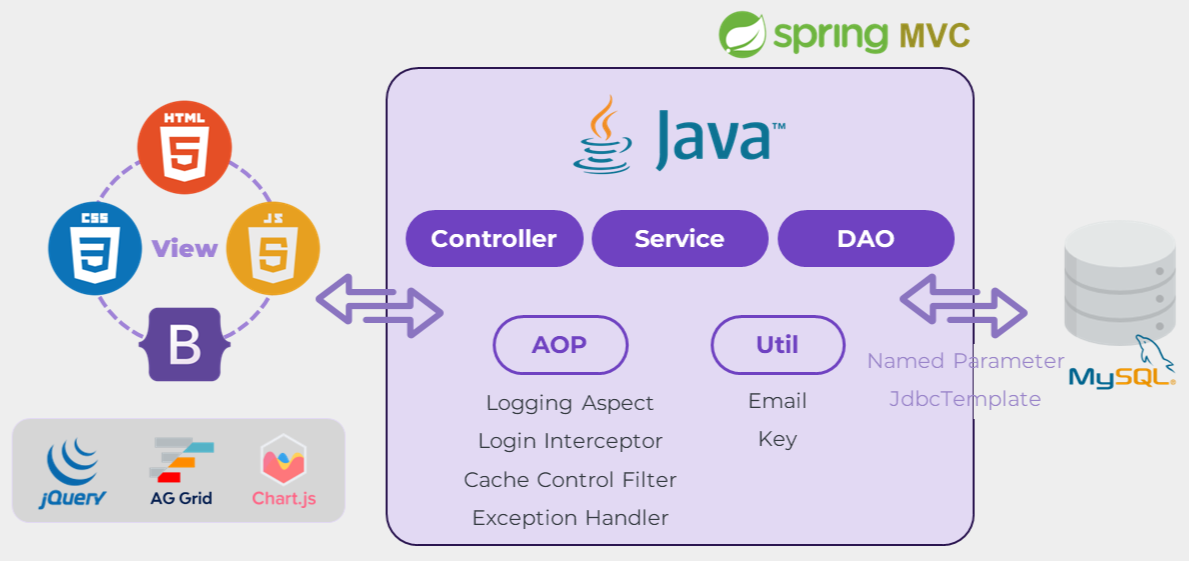 spring MVC
Java™
HTML
5
CSS
3
View
JS
5
B
Controller
Service
DAO
AOP
Util
Logging Aspect
Login Interceptor
Cache Control Filter
Exception Handler
Email
Key
Named Parameter
JdbcTemplate
MySQL®
jQuery
AG Grid
Chart.js